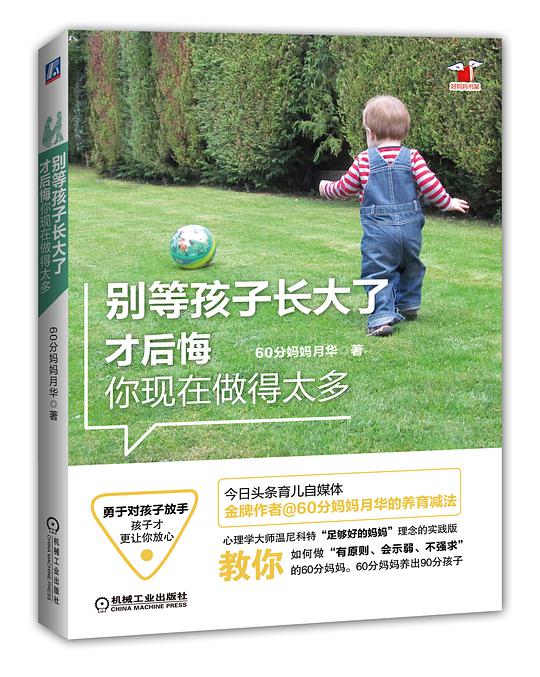 好妈妈书架
别等孩子长大了
才后悔
60分妈妈月华◎著
你现在做得太多
勇于对孩子放手
孩子才
更让你放心
今日头条育儿自媒体
金牌作者@60分妈妈月华的养育减法
心理学大师温尼科特“足够好的妈妈”理念的实践版
教你
如何做“有原则、会示弱、不强求”
的60分妈妈。60分妈妈养出90分孩子
机械工业出版社
CHINA MACHINE PRESS
别等孩子长大了
才后悔你现在做得太多
60分妈妈月华◎著
机械工业出版社
CHINA MACHINE PRESS